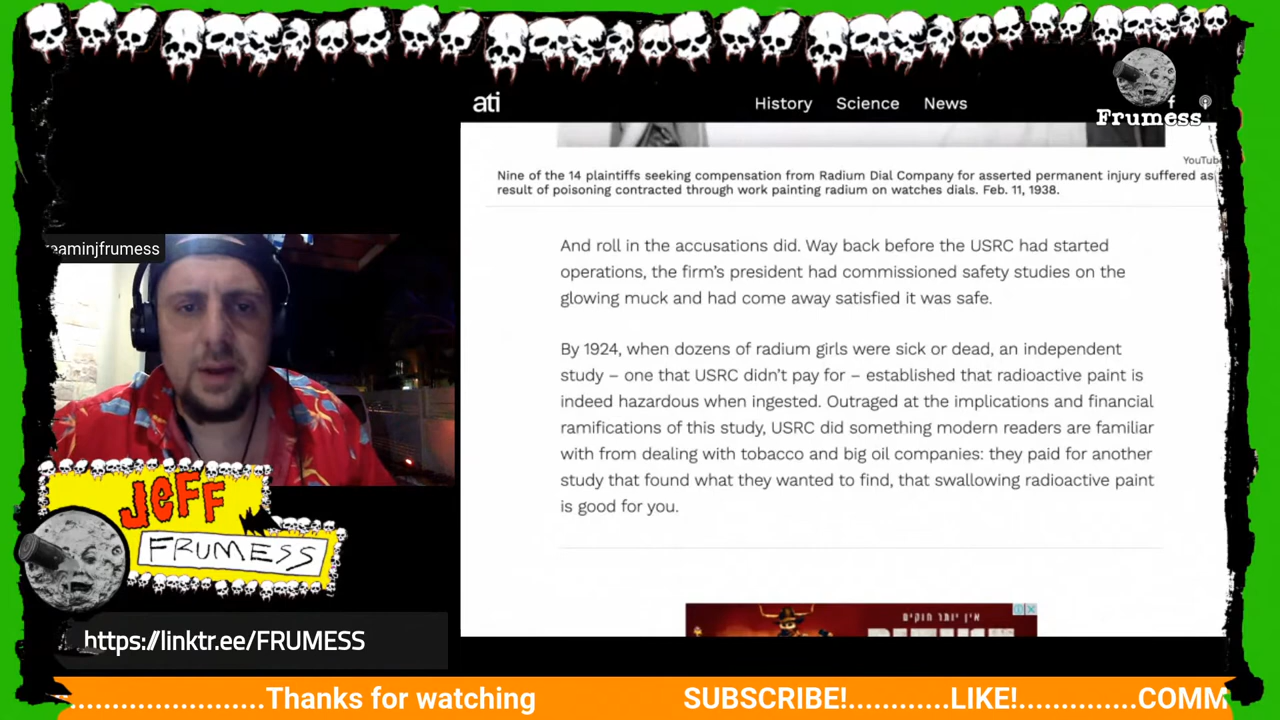 ati
History Science News
Frumess
YouTube
Nine of the 14 plaintiffs seeking compensation from Radium Dial Company for asserted permanent injury suffered as
result of poisoning contracted through work painting radium on watches dials. Feb. 11, 1938.
And roll in the accusations did. Way back before the USRC had started
operations, the firm's president had commissioned safety studies on the
glowing muck and had come away satisfied it was safe.
By 1924, when dozens of radium girls were sick or dead, an independent
study – one that USRC didn't pay for – established that radioactive paint is
indeed hazardous when ingested. Outraged at the implications and financial
ramifications of this study, USRC did something modern readers are familiar
with from dealing with tobacco and big oil companies: they paid for another
study that found what they wanted to find, that swallowing radioactive paint
is good for you.
אין יותר חוקים
eaminjfrumess
JEFF
FRUMESS
https://linktr.ee/FRUMESS
.......................Thanks for watching SUBSCRIBE!...........LIKE!.............COMM